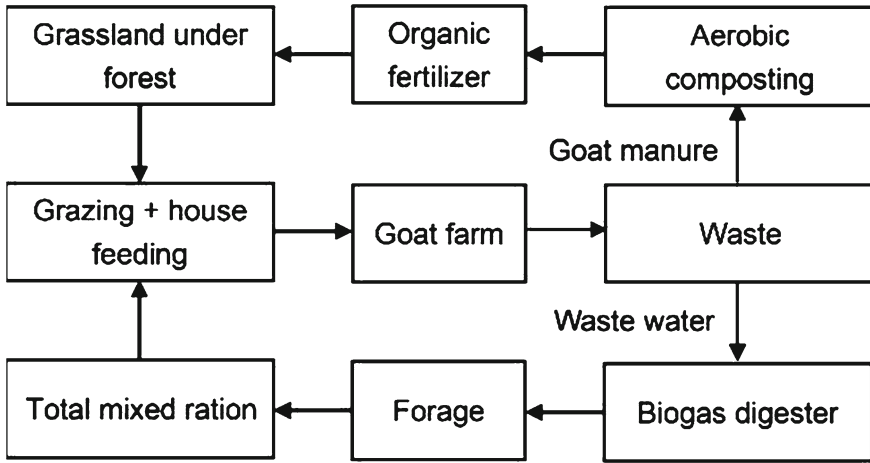 Grassland under
forest
Organic
fertilizer
Aerobic
composting
Goat manure
Grazing + house
feeding
Goat farm
Waste
Waste water
Total mixed ration
Forage
Biogas digester